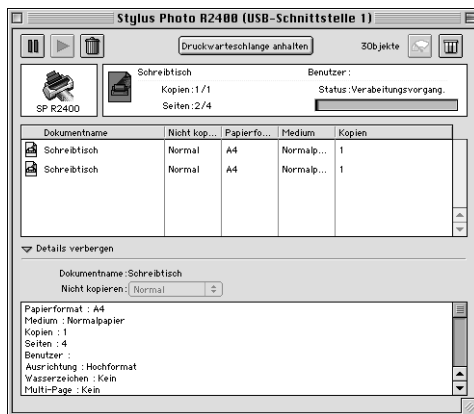 Stylus Photo R2400 (USB-Schnittstelle 1)
Druckwarteschlange anhalten
3Objekte
SP R2400
Schreibtisch
Benutzer :
Kopien :1/1
Status :Verabeitungsvorgang.
Seiten :2/4
Dokumentname Nicht kop... Papierfo... Medium Kopien
Schreibtisch Normal A4 Normalp... 1
Schreibtisch Normal A4 Normalp... 1
Details verbergen
Dokumentname :Schreibtisch
Nicht kopieren: Normal
Papierformat : A4
Medium : Normalpapier
Kopien : 1
Seiten : 4
Benutzer :
Ausrichtung : Hochformat
Wasserzeichen : Kein
Multi-Page : Kein